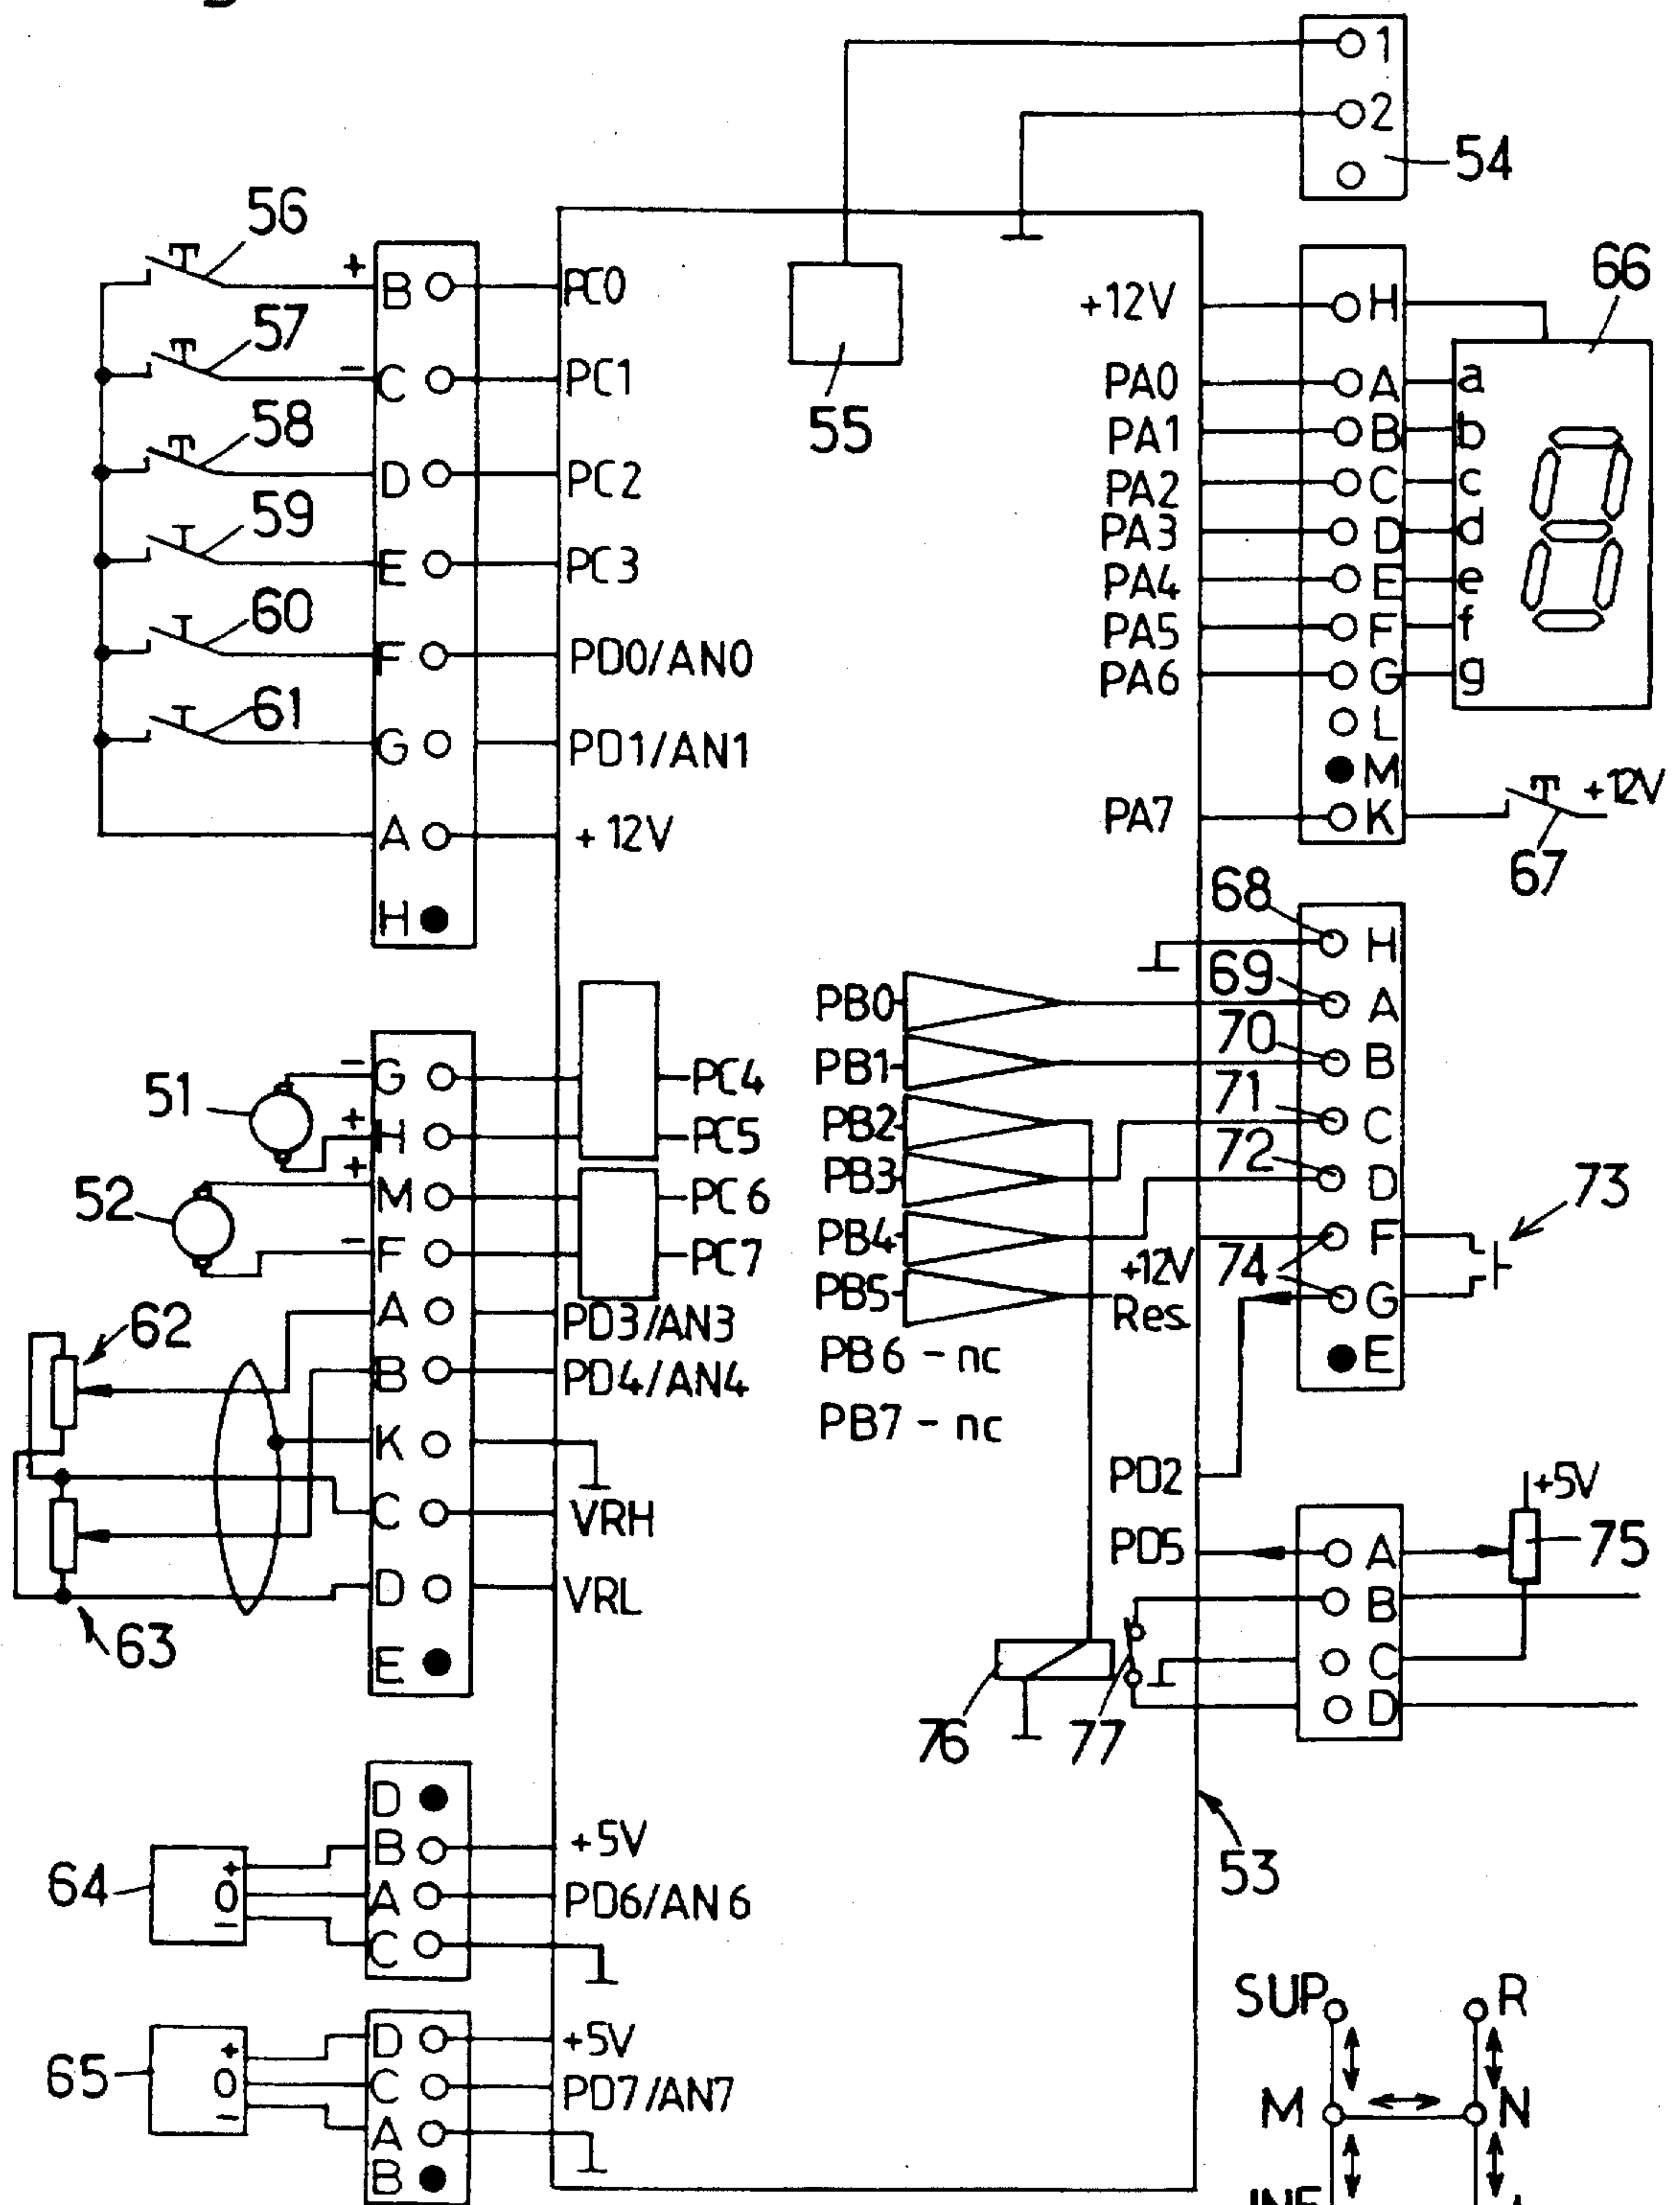 1
2
54
56
+ B PC0
57
- C PC1
58
D PC2
59
E PC3
60
F PD0/AN0
61
G PD1/AN1
A +12V
H
55
66
+12V H
PA0 A a
PA1 B b
PA2 C c
PA3 D d
PA4 E e
PA5 F f
PA6 G g
L
M
PA7 K +12V
67
51
- G PC4
+ H PC5
52
+ M PC6
- F PC7
62
A PD3/AN3
B PD4/AN4
K
C VRH
D VRL
63
E
68
H
PB0 69 A
PB1 70 B
PB2 71 C
PB3 72 D
73
PB4 +12V 74 F
PB5 Res. G
PB6 - nc E
PB7 - nc
PD2
+5V
PD5 A 75
B
C
D
76 77
53
D
64
+ B +5V
0 A PD6/AN6
- C
65
+ D +5V
0 C PD7/AN7
- A
B
SUP R
M N